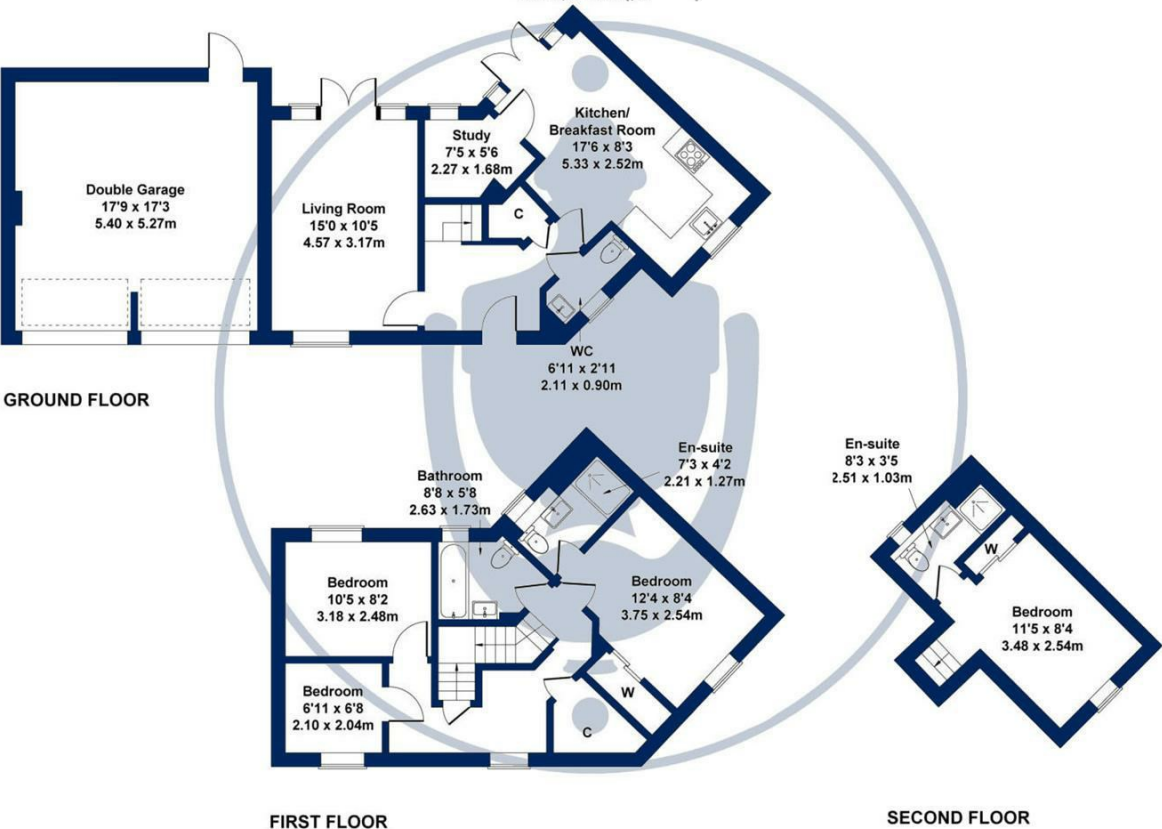 Double Garage
17'9 x 17'3
5.40 x 5.27m
Living Room
15'0 x 10'5
4.57 x 3.17m
Study
7'5 x 5'6
2.27 x 1.68m
Kitchen/
Breakfast Room
17'6 x 8'3
5.33 x 2.52m
C
WC
6'11 x 2'11
2.11 x 0.90m
GROUND FLOOR
Bathroom
8'8 x 5'8
2.63 x 1.73m
En-suite
7'3 x 4'2
2.21 x 1.27m
Bedroom
10'5 x 8'2
3.18 x 2.48m
Bedroom
12'4 x 8'4
3.75 x 2.54m
Bedroom
6'11 x 6'8
2.10 x 2.04m
W
C
FIRST FLOOR
En-suite
8'3 x 3'5
2.51 x 1.03m
W
Bedroom
11'5 x 8'4
3.48 x 2.54m
SECOND FLOOR